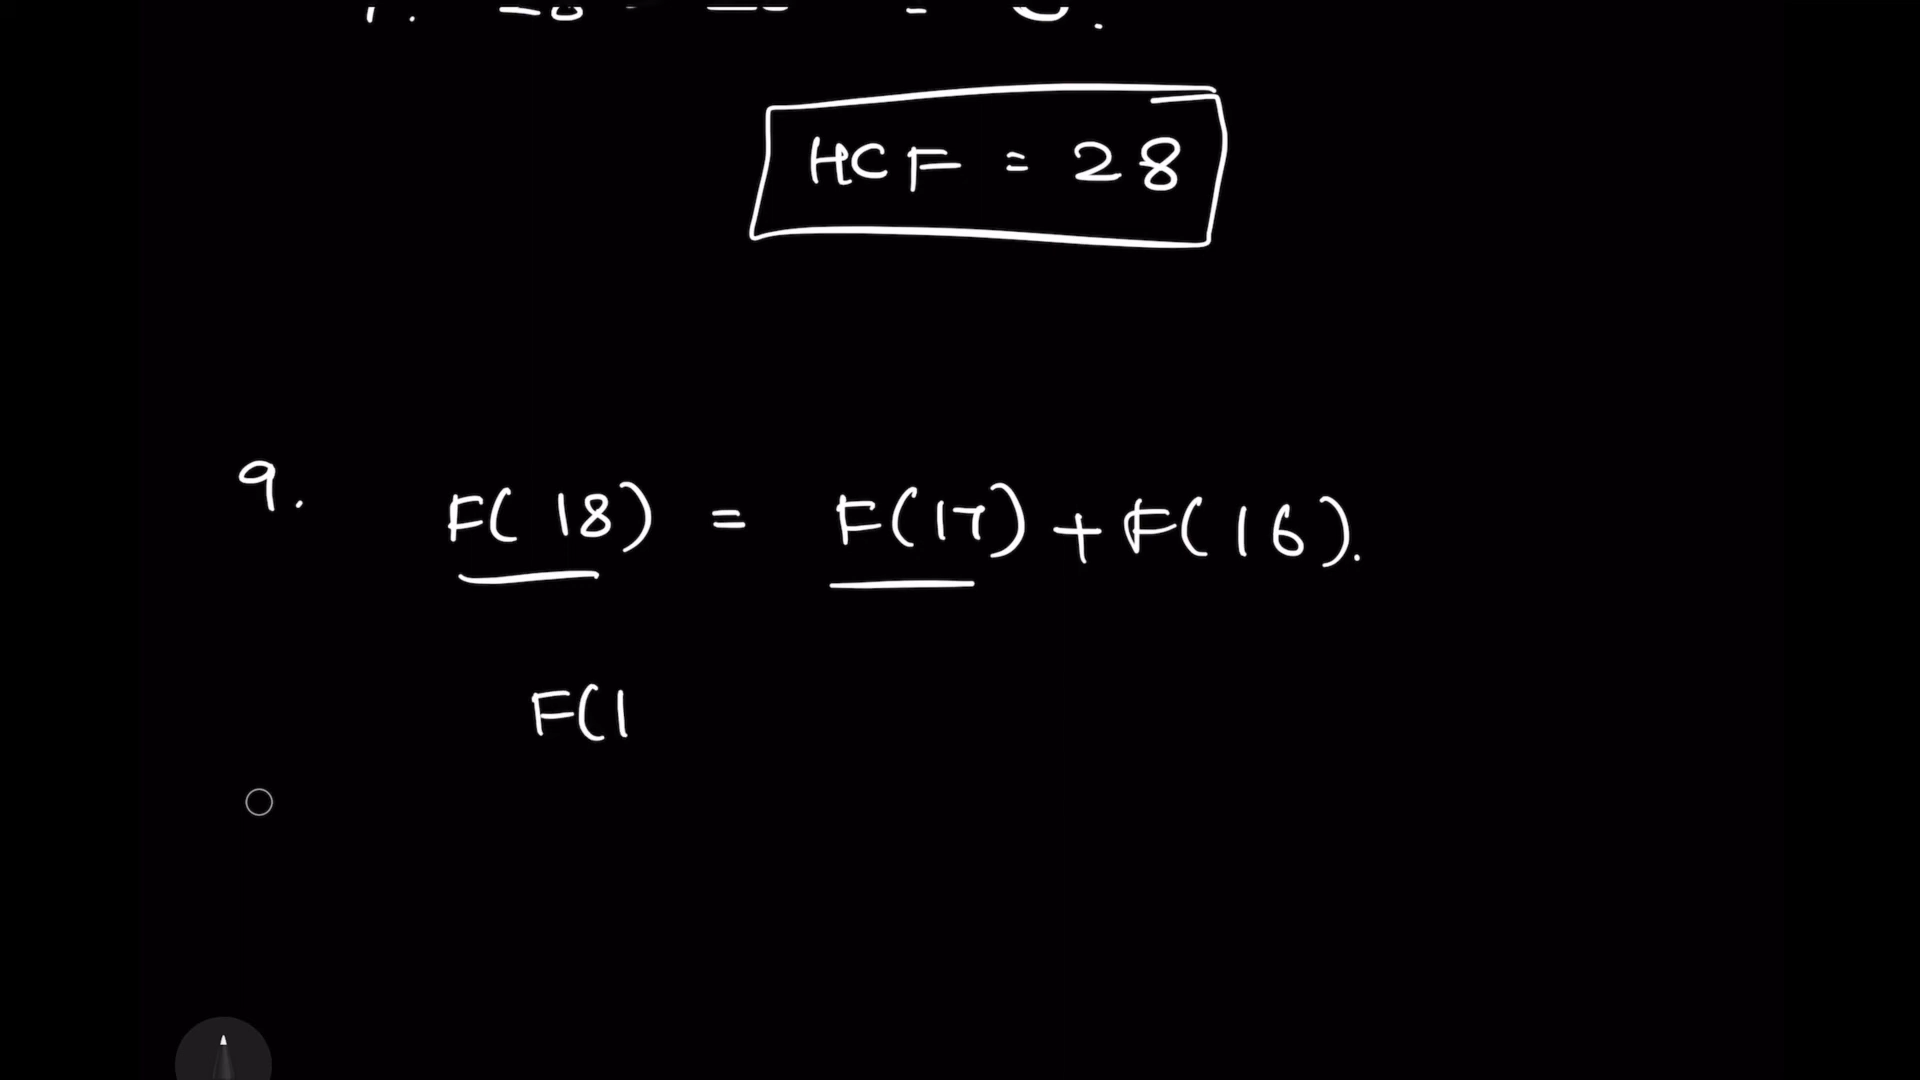 HCF = 28
9. F(18) = F(17) + F(16).
F(1